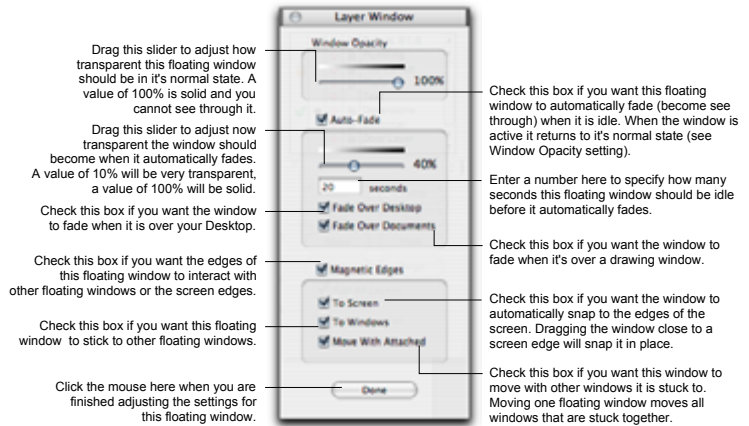 Layer Window
Window Opacity
100%
Auto-Fade
40%
20 seconds
Fade Over Desktop
Fade Over Documents
Magnetic Edges
To Screen
To Windows
Move With Attached
Done
Drag this slider to adjust how
transparent this floating window
should be in it's normal state. A
value of 100% is solid and you
cannot see through it.
Drag this slider to adjust now
transparent the window should
become when it automatically fades.
A value of 10% will be very transparent,
a value of 100% will be solid.
Check this box if you want the window
to fade when it is over your Desktop.
Check this box if you want the edges of
this floating window to interact with
other floating windows or the screen edges.
Check this box if you want this floating
window to stick to other floating windows.
Click the mouse here when you are
finished adjusting the settings for
this floating window.
Check this box if you want this floating
window to automatically fade (become see
through) when it is idle. When the window is
active it returns to it's normal state (see
Window Opacity setting).
Enter a number here to specify how many
seconds this floating window should be idle
before it automatically fades.
Check this box if you want the window to
fade when it's over a drawing window.
Check this box if you want the window to
automatically snap to the edges of the
screen. Dragging the window close to a
screen edge will snap it in place.
Check this box if you want this window to
move with other windows it is stuck to.
Moving one floating window moves all
windows that are stuck together.